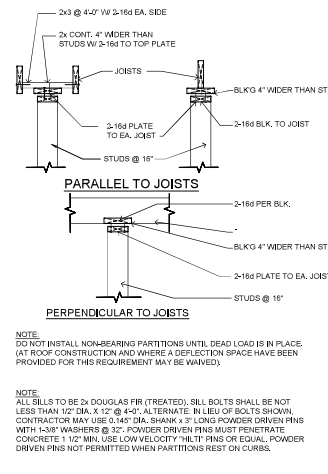 2x3 @ 4'-0" W/ 2-16d EA. SIDE
2x CONT. 4" WIDER THAN
STUDS W/ 2-16d TO TOP PLATE
JOISTS
BLK'G 4" WIDER THAN ST
2-16d PLATE
TO EA. JOIST
2-16d BLK. TO JOIST
STUDS @ 16"
PARALLEL TO JOISTS
2-16d PER BLK.
-
BLK'G 4" WIDER THAN ST
2-16d PLATE TO EA. JOIS
STUDS @ 16"
PERPENDICULAR TO JOISTS
NOTE:
DO NOT INSTALL NON-BEARING PARTITIONS UNTIL DEAD LOAD IS IN PLACE.
(AT ROOF CONSTRUCTION AND WHERE A DEFLECTION SPACE HAVE BEEN
PROVIDED FOR THIS REQUIREMENT MAY BE WAIVED).
NOTE:
ALL SILLS TO BE 2x DOUGLAS FIR (TREATED). SILL BOLTS SHALL BE NOT
LESS THAN 1/2" DIA. X 12" @ 4'-0". ALTERNATE: IN LIEU OF BOLTS SHOWN,
CONTRACTOR MAY USE 0.145" DIA. SHANK x 3" LONG POWDER DRIVEN PINS
WITH 1-3/8" WASHERS @ 32". POWDER DRIVEN PINS MUST PENETRATE
CONCRETE 1 1/2" MIN. USE LOW VELOCITY "HILTI" PINS OR EQUAL. POWDER
DRIVEN PINS NOT PERMITTED WHEN PARTITIONS REST ON CURBS.